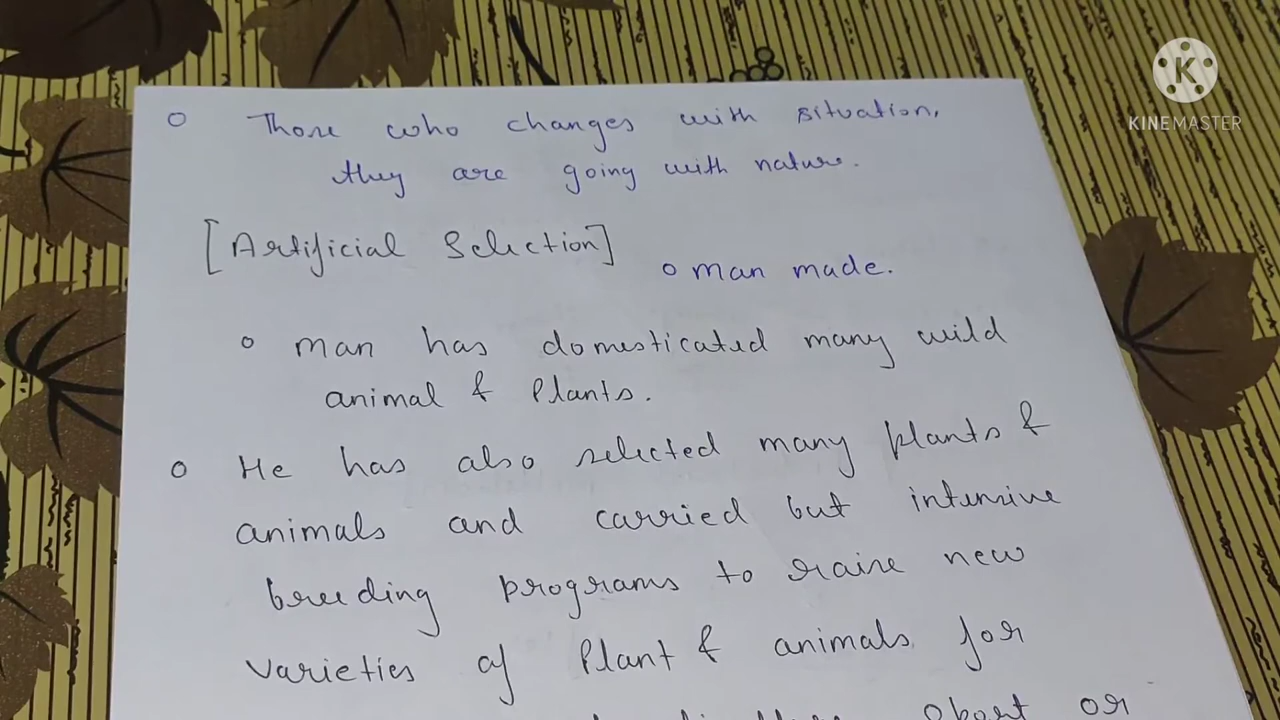 Those who changes with situation,
they are going with nature.
[Artificial Selection]
man made.
man has domesticated many wild
animal & Plants.
He has also selected many plants &
animals and carried but intensive
breeding programs to raise new
varieties of Plant & animals for
or
K
KINEMASTER